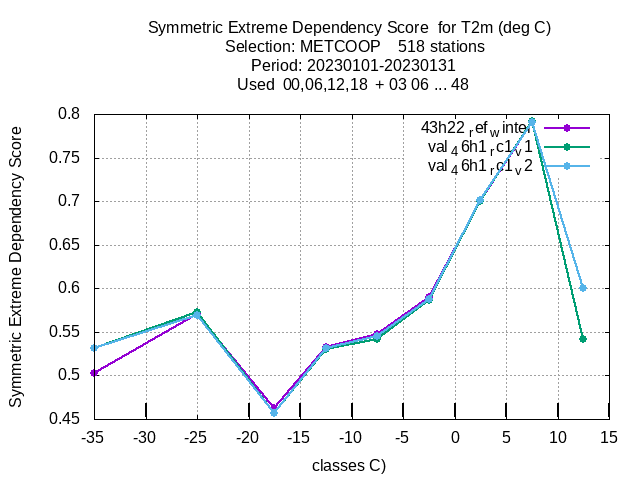 Symmetric Extreme Dependency Score for T2m (deg C)
Selection: METCOOP 518 stations
Period: 20230101-20230131
Used 00,06,12,18 + 03 06 ... 48
Symmetric Extreme Dependency Score
0.8
0.75
0.7
0.65
0.6
0.55
0.5
0.45
43h22_ref_winter
val_46h1_rc1_v1
val_46h1_rc1_v2
-35 -30 -25 -20 -15 -10 -5 0 5 10 15
classes C)